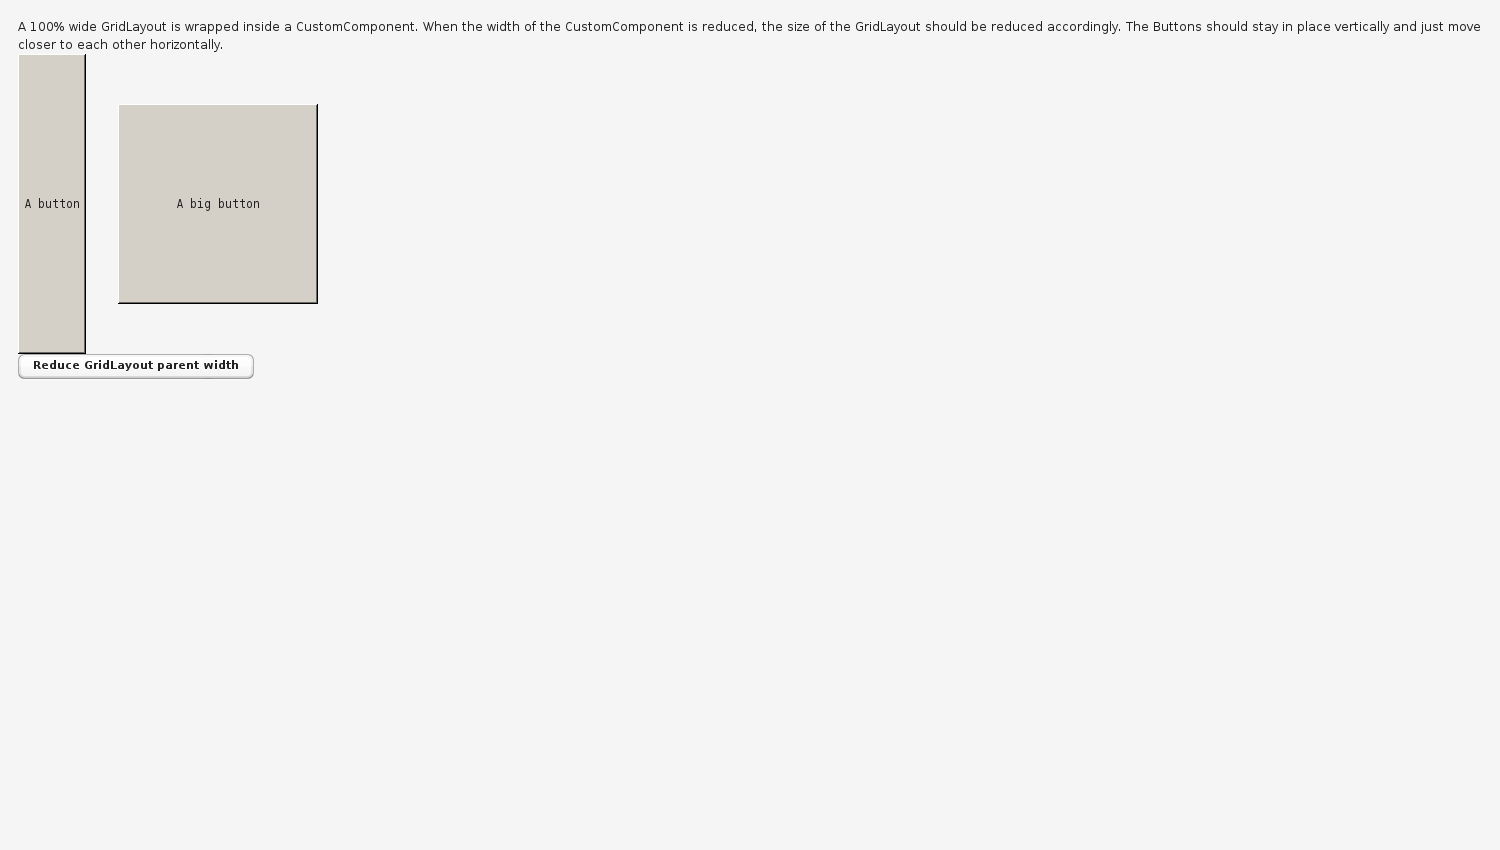 A 100% wide GridLayout is wrapped inside a CustomComponent. When the width of the CustomComponent is reduced, the size of the GridLayout should be reduced accordingly. The Buttons should stay in place vertically and just move
closer to each other horizontally.
A button
A big button
Reduce GridLayout parent width